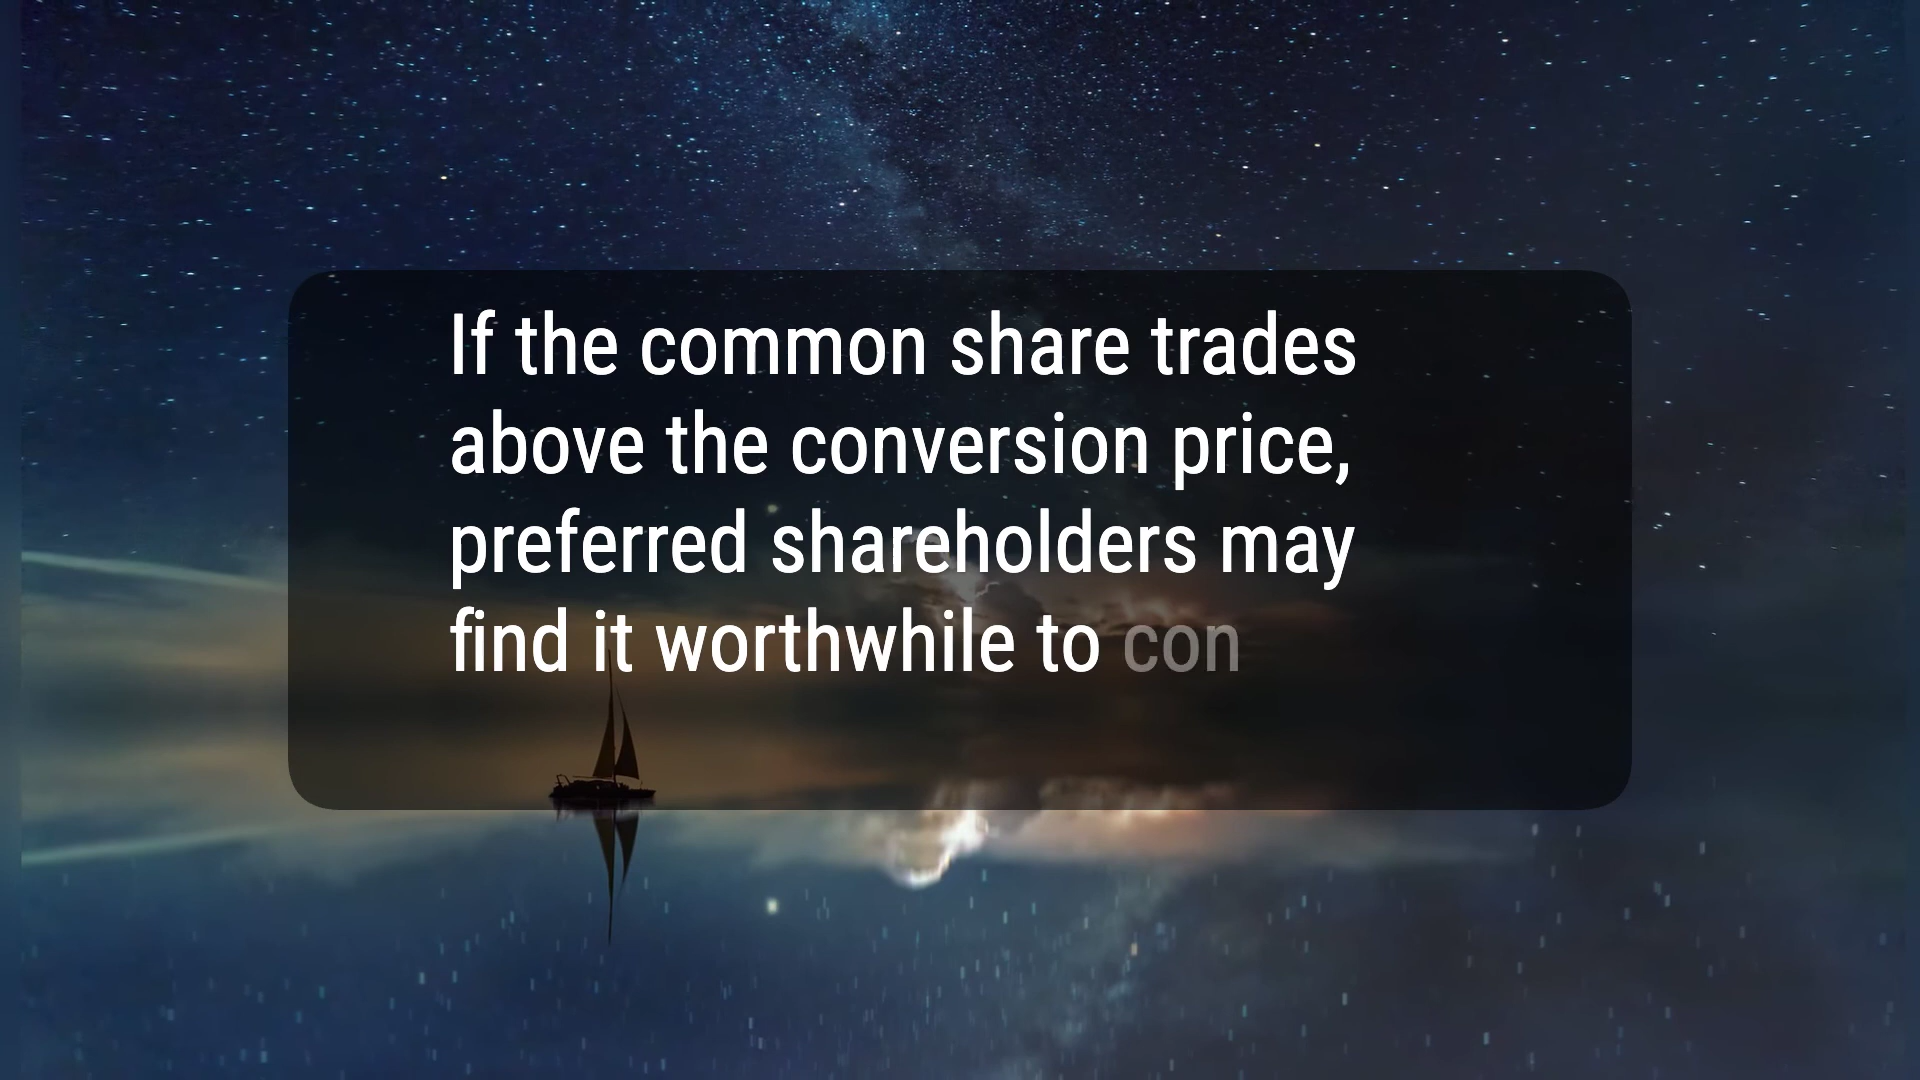 If the common share trades
above the conversion price,
preferred shareholders may
find it worthwhile to con